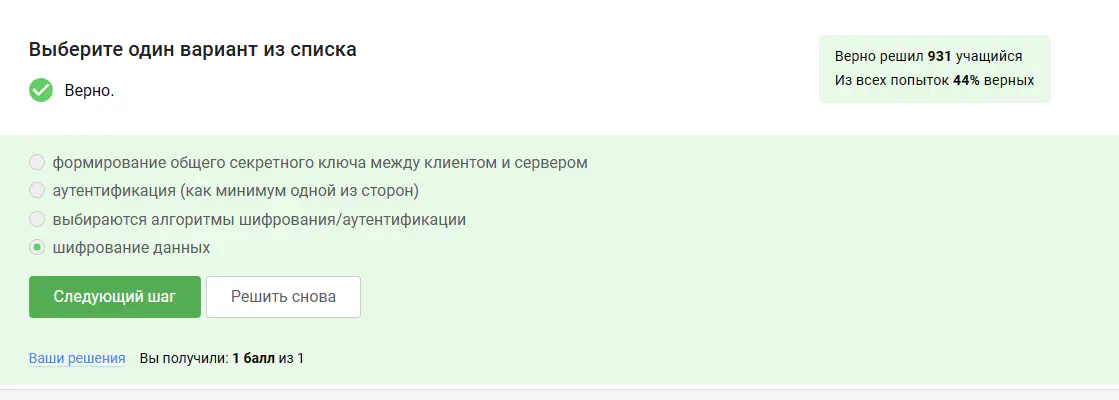 Выберите один вариант из списка
Верно.
Верно решил 931 учащийся
Из всех попыток 44% верных
формирование общего секретного ключа между клиентом и сервером
аутентификация (как минимум одной из сторон)
выбираются алгоритмы шифрования/аутентификации
шифрование данных
Следующий шаг
Решить снова
Ваши решения
Вы получили: 1 балл из 1